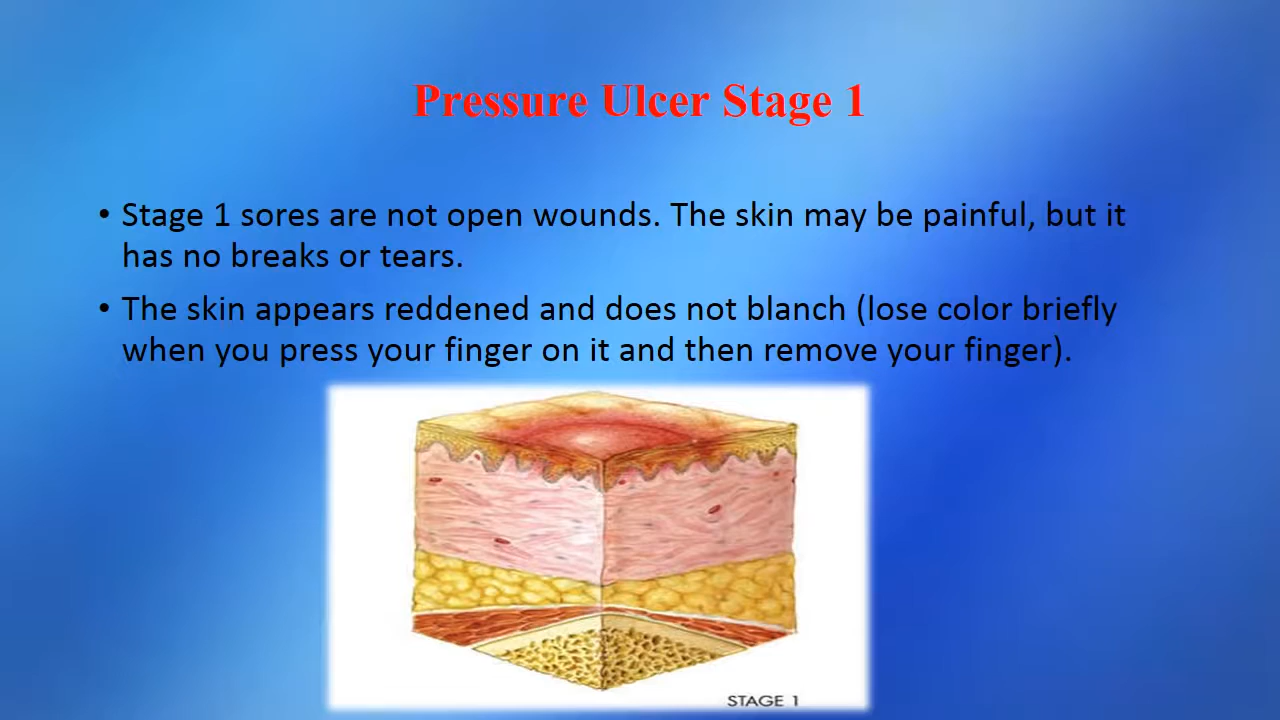 Pressure Ulcer Stage 1
• Stage 1 sores are not open wounds. The skin may be painful, but it
has no breaks or tears.
• The skin appears reddened and does not blanch (lose color briefly
when you press your finger on it and then remove your finger).
STAGE 1